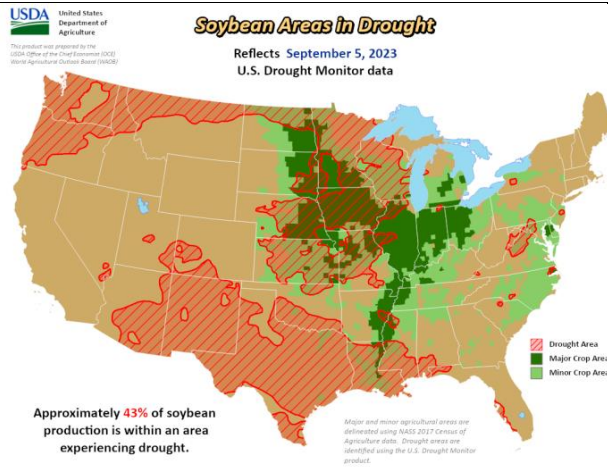 USDA
United States
Department of
Agriculture
This product was prepared by the
USDA Office of the Chief Economist (OCE)
World Agricultural Outlook Board (WAOB)
Soybean Areas in Drought
Reflects September 5, 2023
U.S. Drought Monitor data
Drought Area
Major Crop Area
Minor Crop Area
Approximately 43% of soybean
production is within an area
experiencing drought.
Major and minor agricultural areas are
delineated using NASS 2017 Census of
Agriculture data. Drought areas are
identified using the U.S. Drought Monitor
product.